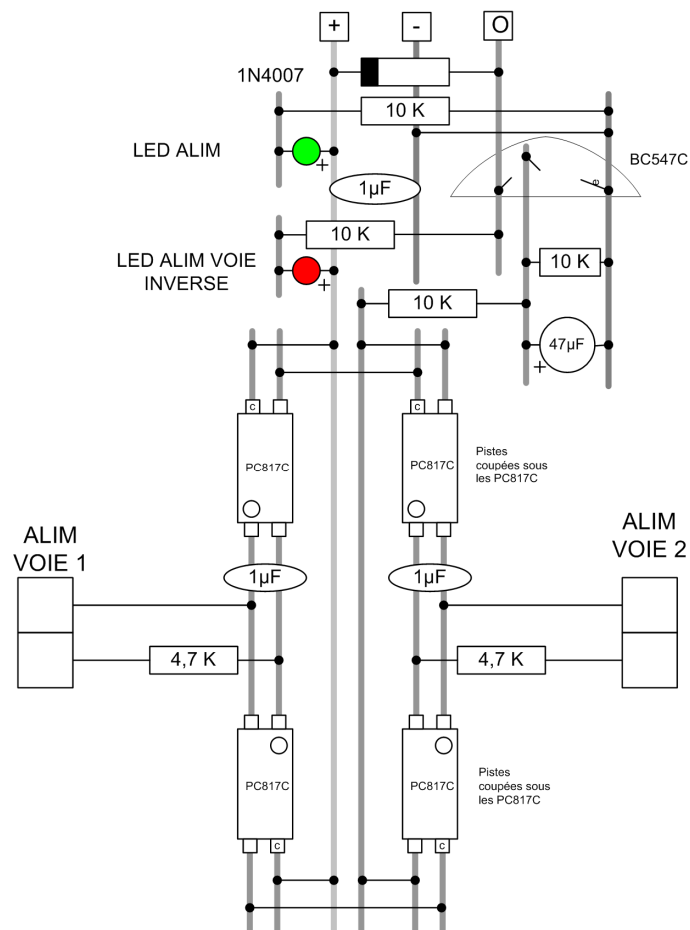 + - O
1N4007
10 K
LED ALIM
BC547C
e
1µF
10 K
LED ALIM VOIE
INVERSE
10 K
10 K
47µF
+
+
+
c
c
PC817C
PC817C
Pistes
coupées sous
les PC817C
ALIM
VOIE 1
ALIM
VOIE 2
1µF
1µF
4,7 K
4,7 K
PC817C
PC817C
Pistes
coupées sous
les PC817C
c
c